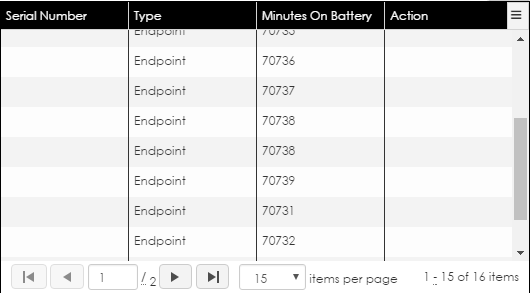 Serial Number Type Minutes On Battery Action
Endpoint 70735
Endpoint 70736
Endpoint 70737
Endpoint 70738
Endpoint 70738
Endpoint 70739
Endpoint 70731
Endpoint 70732
1 / 2 15 items per page 1 - 15 of 16 items